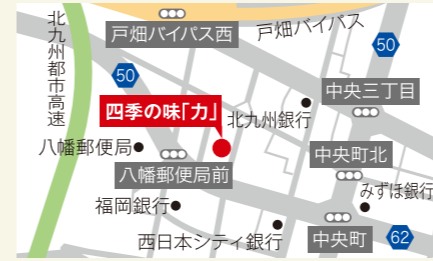 北九州都市高速
戸畑バイパス西
戸畑バイパス
50
50
四季の味「力」
北九州銀行
中央三丁目
八幡郵便局
八幡郵便局前
中央町北
みずほ銀行
福岡銀行
西日本シティ銀行
中央町
62